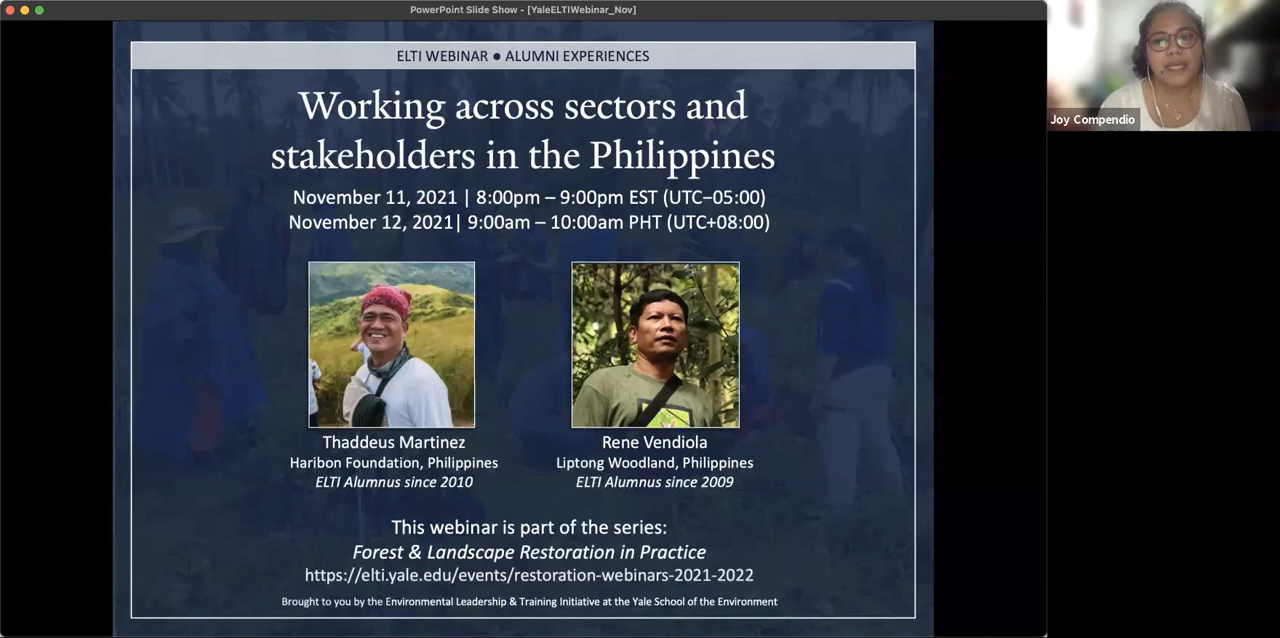 PowerPoint Slide Show - [YaleELTIWebinar_Nov]
ELTI WEBINAR ● ALUMNI EXPERIENCES
Working across sectors and
stakeholders in the Philippines
November 11, 2021 | 8:00pm – 9:00pm EST (UTC−05:00)
November 12, 2021| 9:00am – 10:00am PHT (UTC+08:00)
Thaddeus Martinez
Haribon Foundation, Philippines
ELTI Alumnus since 2010
Rene Vendiola
Liptong Woodland, Philippines
ELTI Alumnus since 2009
This webinar is part of the series:
Forest & Landscape Restoration in Practice
https://elti.yale.edu/events/restoration-webinars-2021-2022
Brought to you by the Environmental Leadership & Training Initiative at the Yale School of the Environment
Joy Compendio